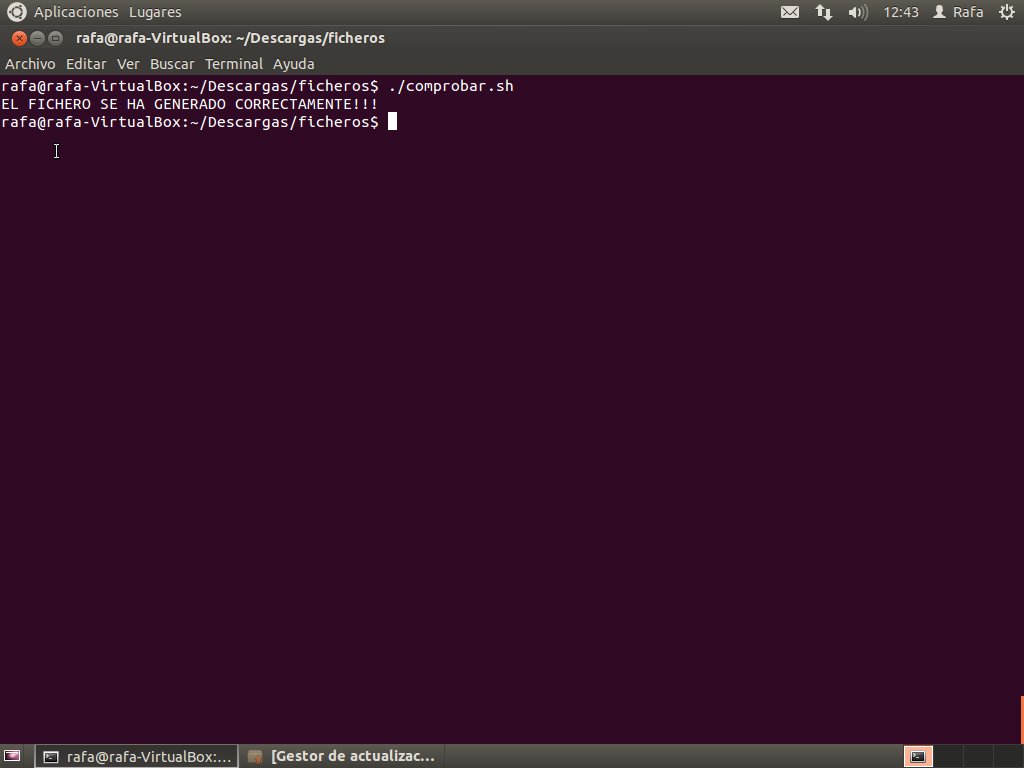 Aplicaciones Lugares 12:43 Rafa
rafa@rafa-VirtualBox: ~/Descargas/ficheros
Archivo Editar Ver Buscar Terminal Ayuda
rafa@rafa-VirtualBox:~/Descargas/ficheros$ ./comprobar.sh
EL FICHERO SE HA GENERADO CORRECTAMENTE!!!
rafa@rafa-VirtualBox:~/Descargas/ficheros$
rafa@rafa-VirtualBox:... [Gestor de actualizac...